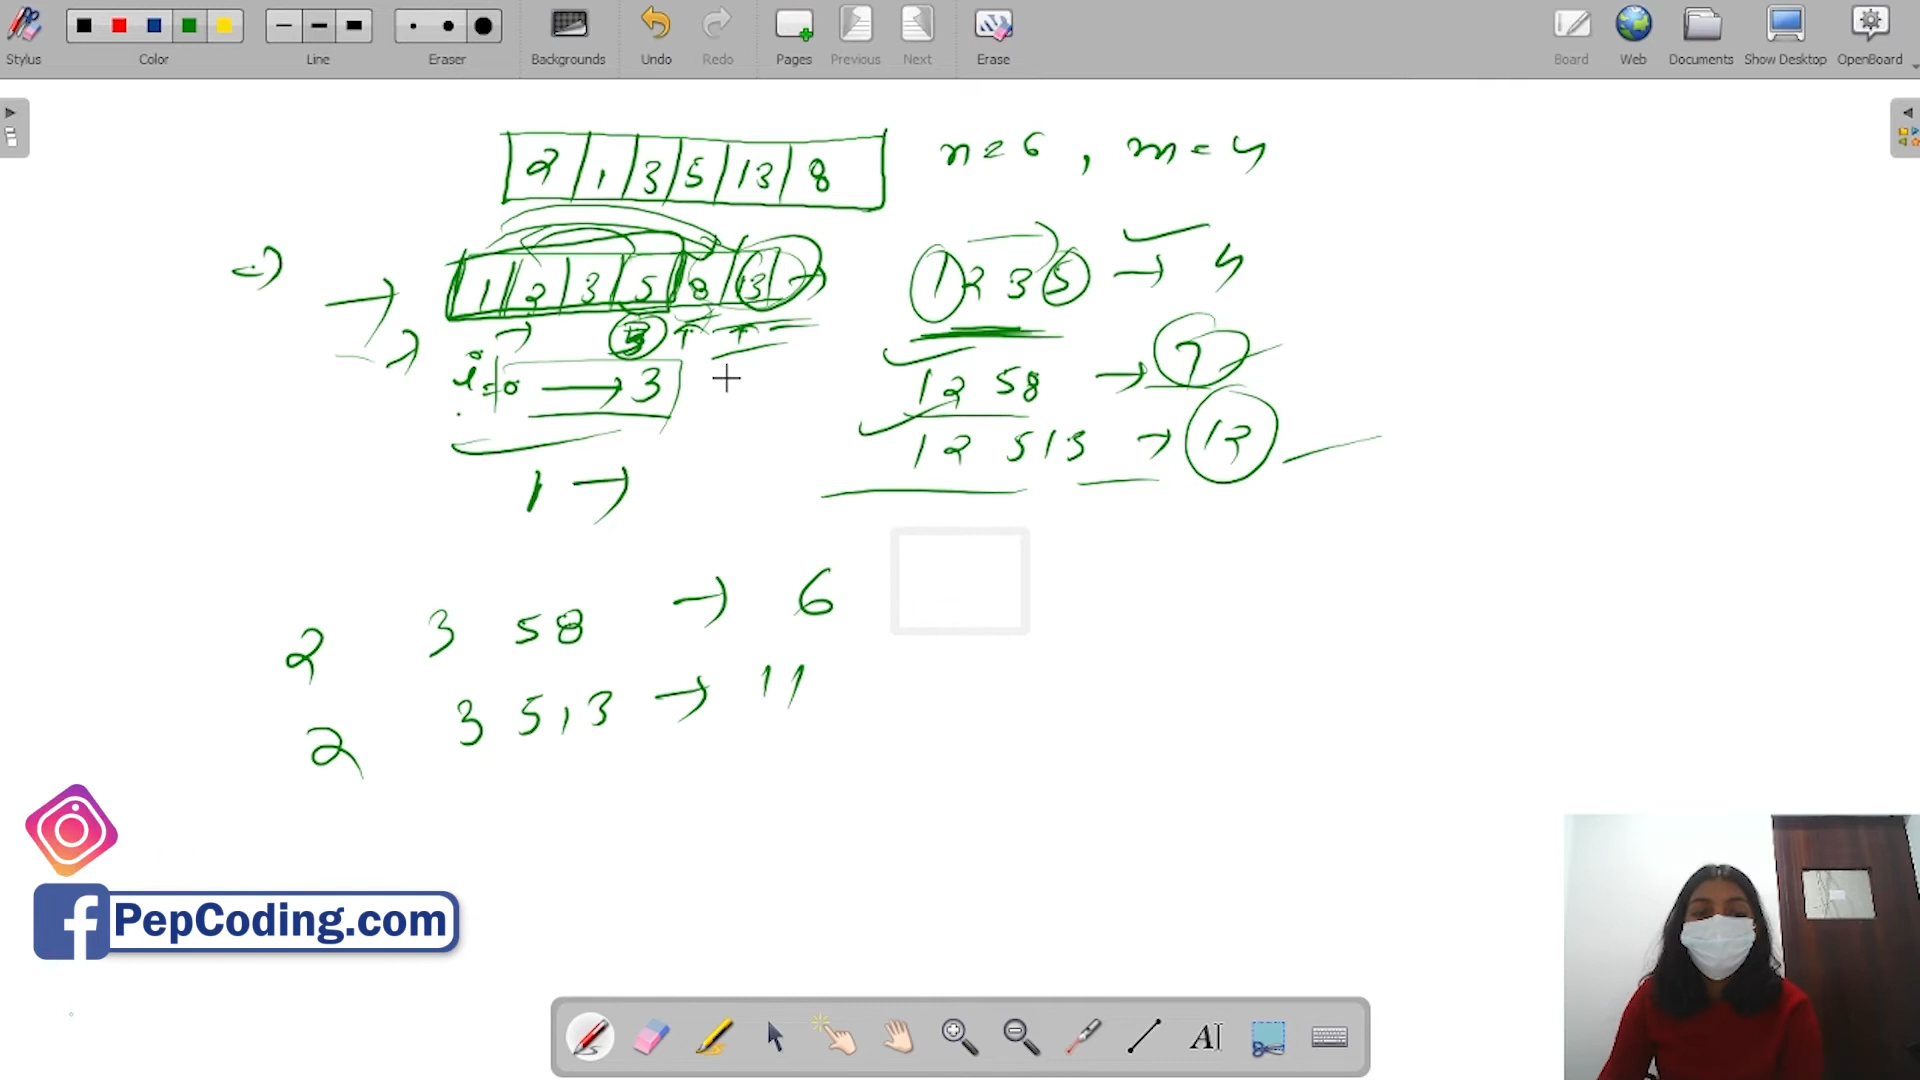 Stylus Color Line Eraser Backgrounds Undo Redo Pages Previous Next Erase Board Web Documents Show Desktop OpenBoard
2 1 3 5 13 8 n = 6 , m = 4
1 2 3 5 8 13
1 2 3 5 → 4
i=0 → 3
1 2 5 8 → 7
1 2 5 13 → 12
1 →
2 3 5 8 → 6
2 3 5 13 → 11
PepCoding.com